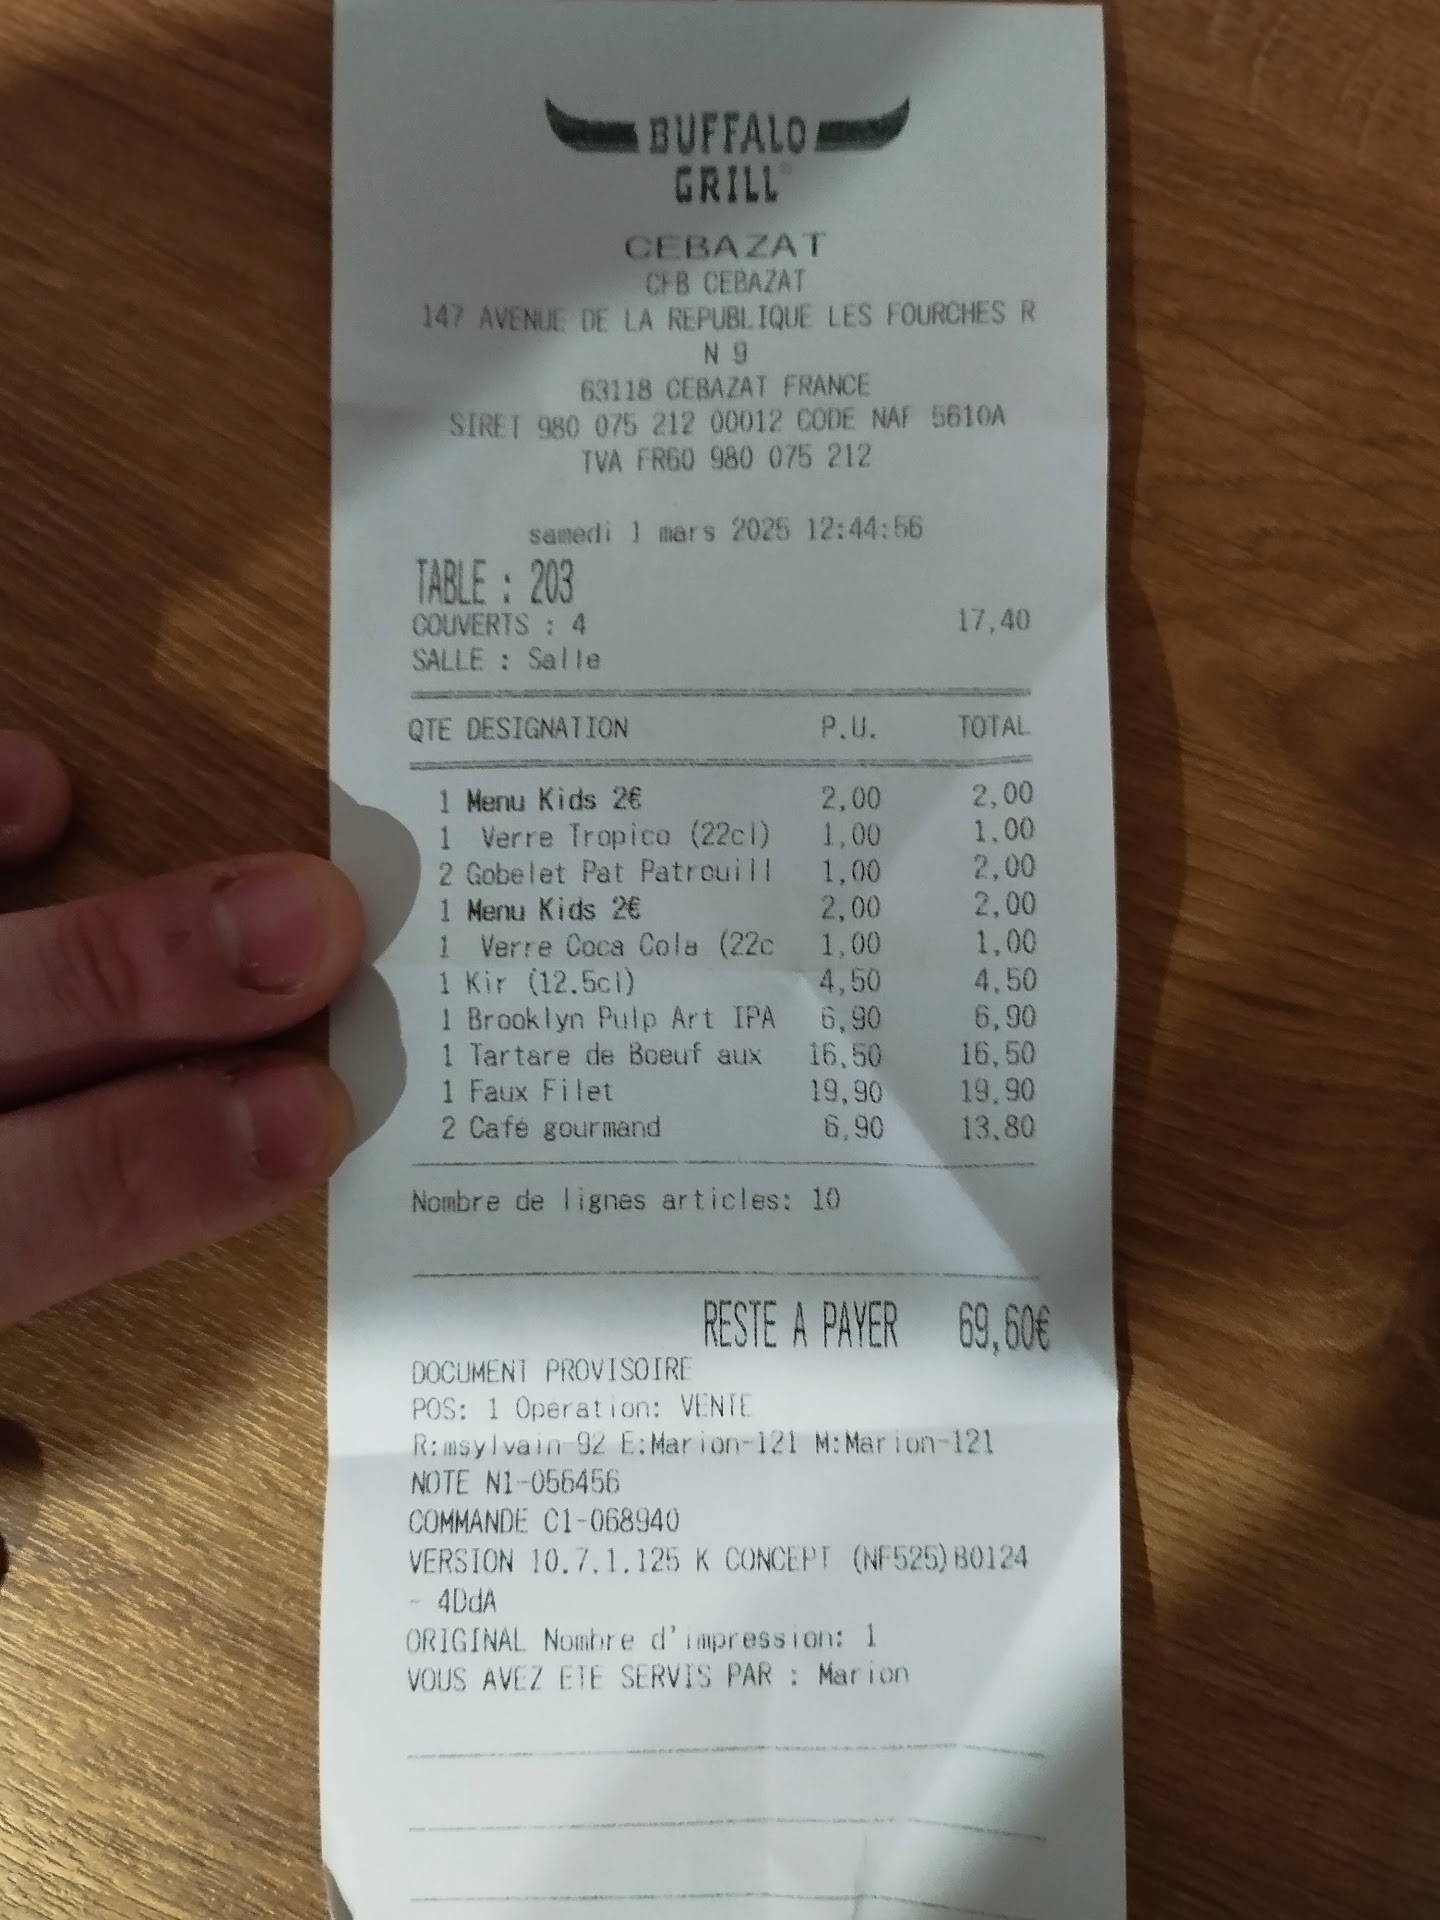 BUFFALO
GRILL
CEBAZAT
CFB CEBAZAT
147 AVENUE DE LA REPUBLIQUE LES FOURCHES R
N 9
63118 CEBAZAT FRANCE
SIRET 980 075 212 00012 CODE NAF 5610A
TVA FR60 980 075 212
samedi 1 mars 2025 12:44:56
TABLE : 203
COUVERTS : 4 17,40
SALLE : Salle
QTE DESIGNATION P.U. TOTAL
1 Menu Kids 2€ 2,00 2,00
1 Verre Tropico (22cl) 1,00 1,00
2 Gobelet Pat Patrouill 1,00 2,00
1 Menu Kids 2€ 2,00 2,00
1 Verre Coca Cola (22c 1,00 1,00
1 Kir (12.5cl) 4,50 4,50
1 Brooklyn Pulp Art IPA 6,90 6,90
1 Tartare de Boeuf aux 16,50 16,50
1 Faux Filet 19,90 19,90
2 Café gourmand 6,90 13,80
Nombre de lignes articles: 10
RESTE A PAYER 69,60€
DOCUMENT PROVISOIRE
POS: 1 Operation: VENTE
R:msylvain-92 E:Marion-121 M:Marion-121
NOTE N1-056456
COMMANDE C1-068940
VERSION 10.7.1.125 K CONCEPT (NF525)B0124
- 4DdA
ORIGINAL Nombre d'impression: 1
VOUS AVEZ ETE SERVIS PAR : Marion